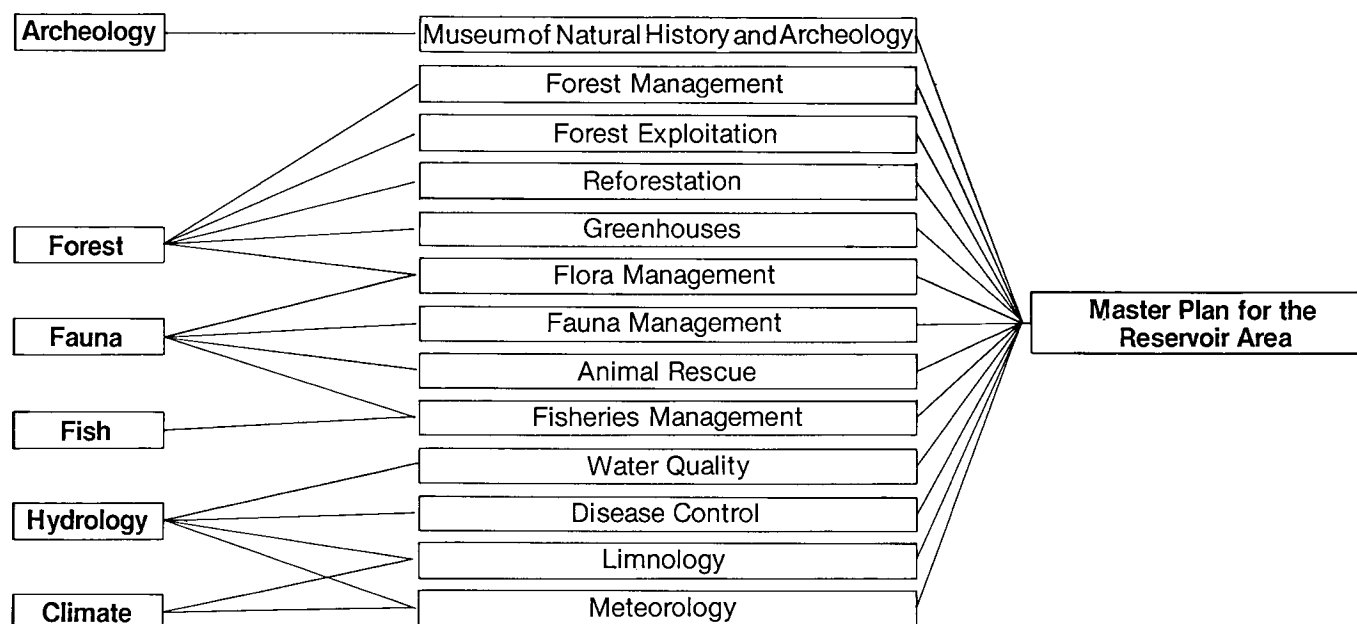 Archeology
Museum of Natural History and Archeology
Forest Management
Forest Exploitation
Reforestation
Greenhouses
Forest
Flora Management
Fauna Management
Fauna
Animal Rescue
Fish
Fisheries Management
Water Quality
Hydrology
Disease Control
Limnology
Climate
Meteorology
Master Plan for the
Reservoir Area